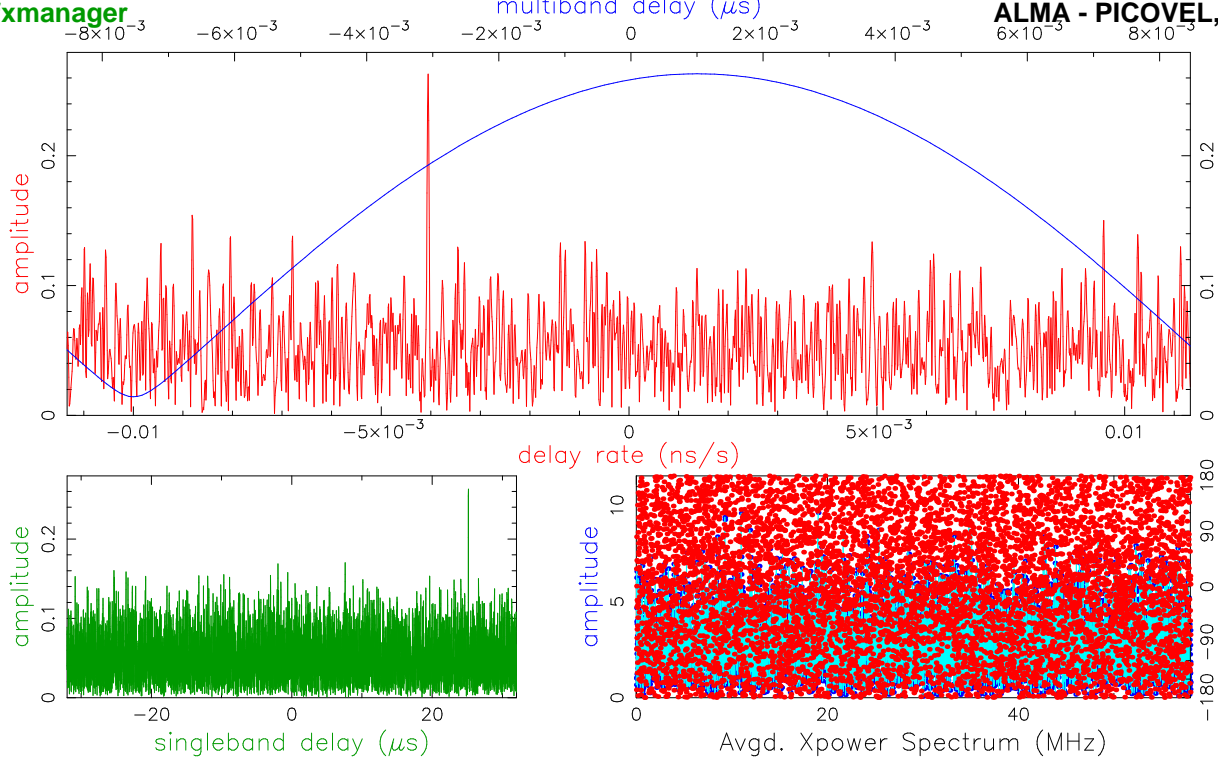 xmanager
multiband delay (μs)
ALMA - PICOVEL,
−8×10⁻³ −6×10⁻³ −4×10⁻³ −2×10⁻³ 0 2×10⁻³ 4×10⁻³ 6×10⁻³ 8×10⁻³
amplitude
0 0.1 0.2
0 0.1 0.2
−0.01 −5×10⁻³ 0 5×10⁻³ 0.01
delay rate (ns/s)
amplitude
0 0.1 0.2
−20 0 20
singleband delay (μs)
amplitude
0 5 10
−180 −90 0 90 180
0 20 40
Avgd. Xpower Spectrum (MHz)